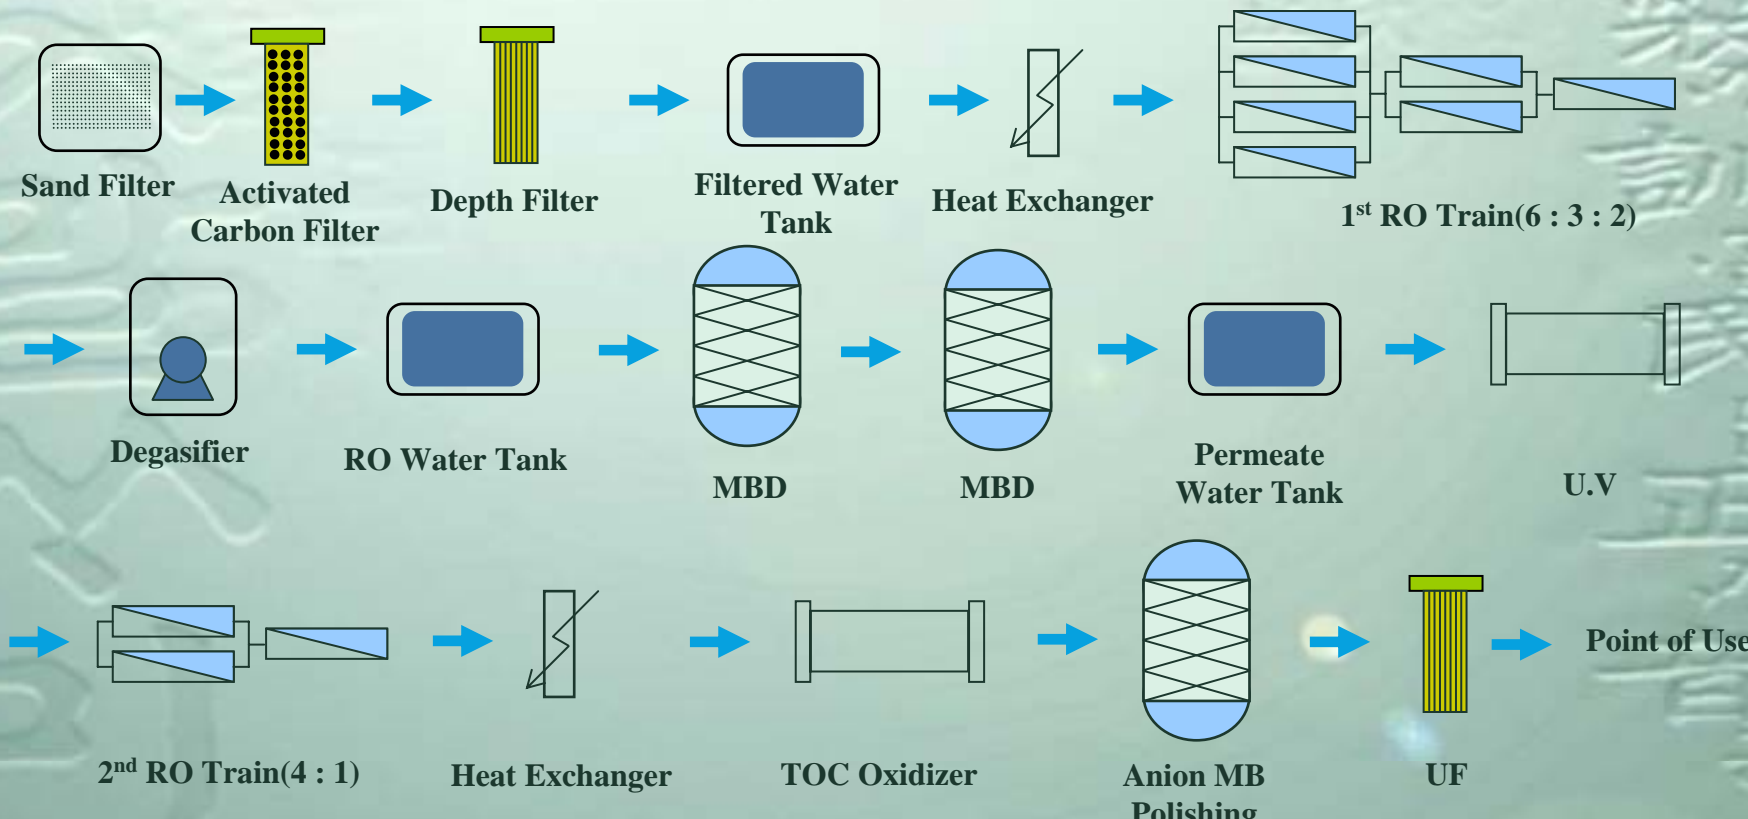 Sand Filter
Activated
Carbon Filter
Depth Filter
Filtered Water
Tank
Heat Exchanger
1st RO Train(6 : 3 : 2)
Degasifier
RO Water Tank
MBD
MBD
Permeate
Water Tank
U.V
2nd RO Train(4 : 1)
Heat Exchanger
TOC Oxidizer
Anion MB
Polishing
UF
Point of Use